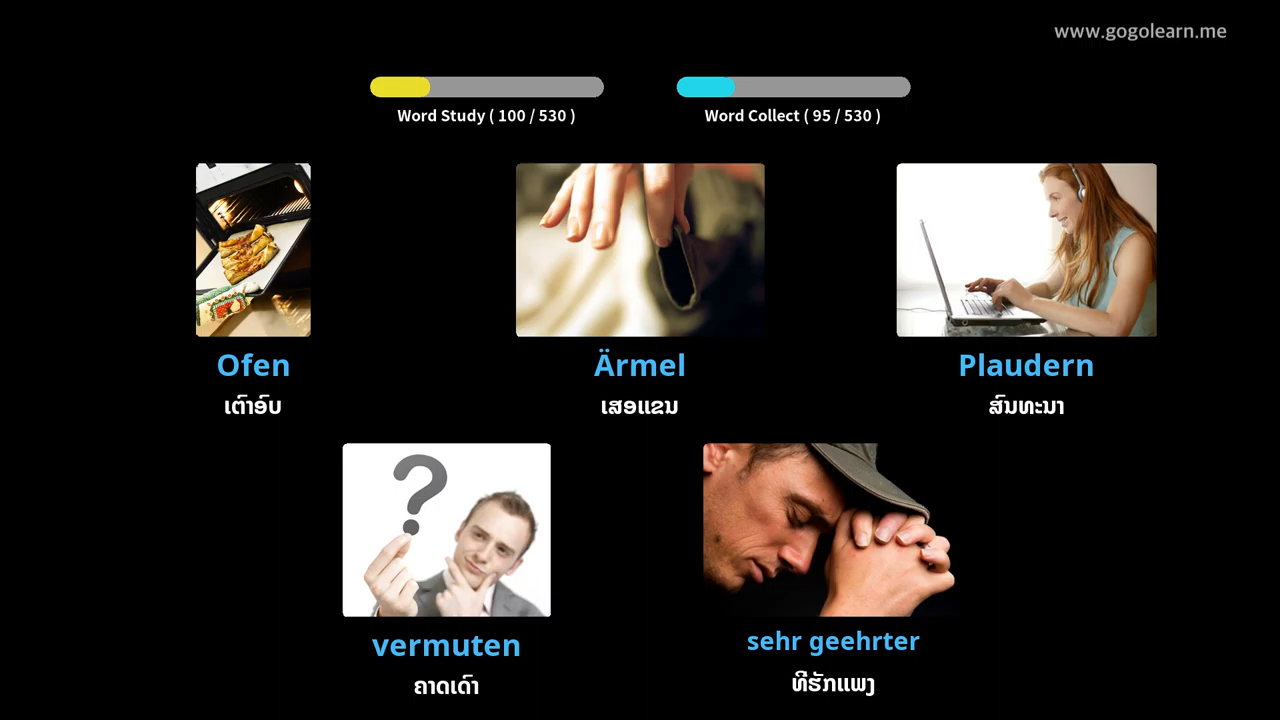 www.gogolearn.me
Word Study ( 100 / 530 )
Word Collect ( 95 / 530 )
Ofen
Ärmel
Plaudern
ເຕົາອົບ
ເສອແຂນ
ສົນທະນາ
vermuten
sehr geehrter
ຄາດເດົາ
ທີ່ຮັກແພງ